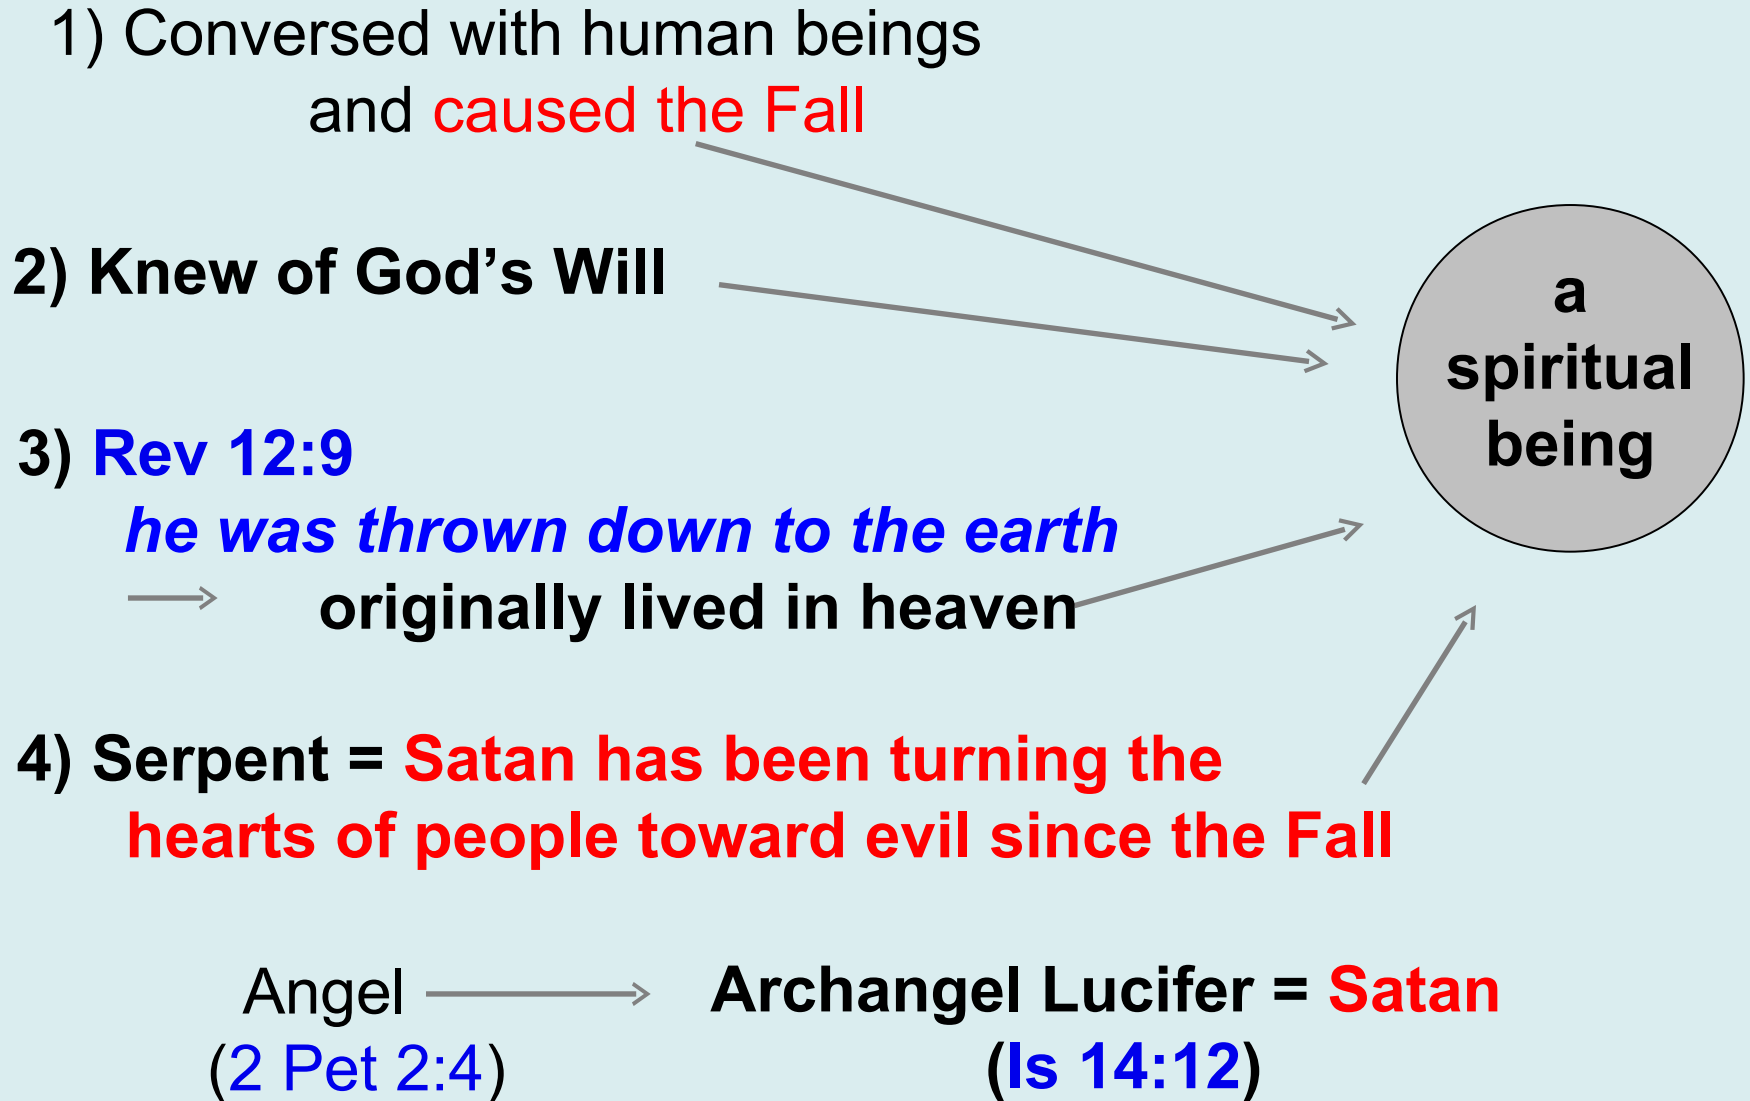 1) Conversed with human beings
and caused the Fall
2) Knew of God’s Will
a
spiritual
being
3) Rev 12:9
he was thrown down to the earth
originally lived in heaven
4) Serpent = Satan has been turning the
hearts of people toward evil since the Fall
Angel Archangel Lucifer = Satan
(2 Pet 2:4) (Is 14:12)